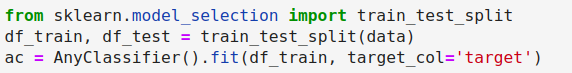 from sklearn.model_selection import train_test_split
df_train, df_test = train_test_split(data)
ac = AnyClassifier().fit(df_train, target_col='target')